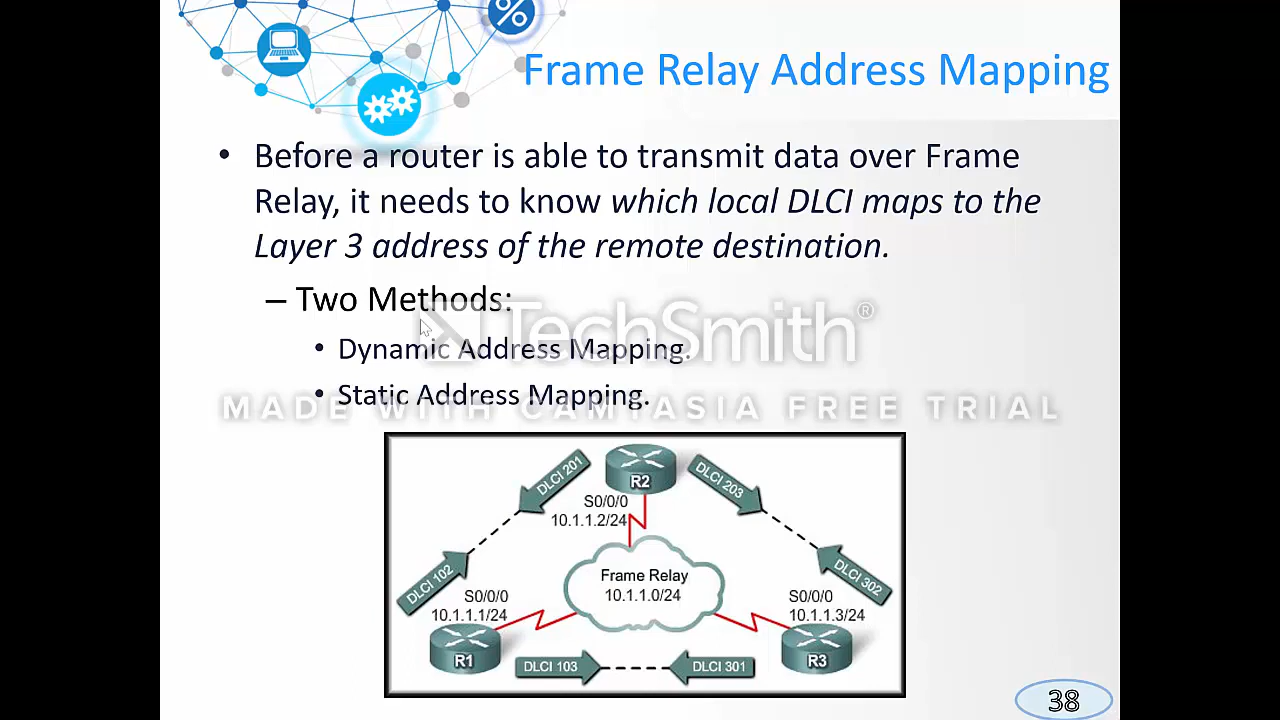 %
Frame Relay Address Mapping
• Before a router is able to transmit data over Frame
Relay, it needs to know which local DLCI maps to the
Layer 3 address of the remote destination.
– Two Methods:
TechSmith®
• Dynamic Address Mapping.
• Static Address Mapping.
MADE WITH CAMTASIA FREE TRIAL
DLCI 201
R2
DLCI 203
S0/0/0
10.1.1.2/24
DLCI 102
Frame Relay
10.1.1.0/24
DLCI 302
S0/0/0
10.1.1.1/24
S0/0/0
10.1.1.3/24
R1
DLCI 103
DLCI 301
R3
38